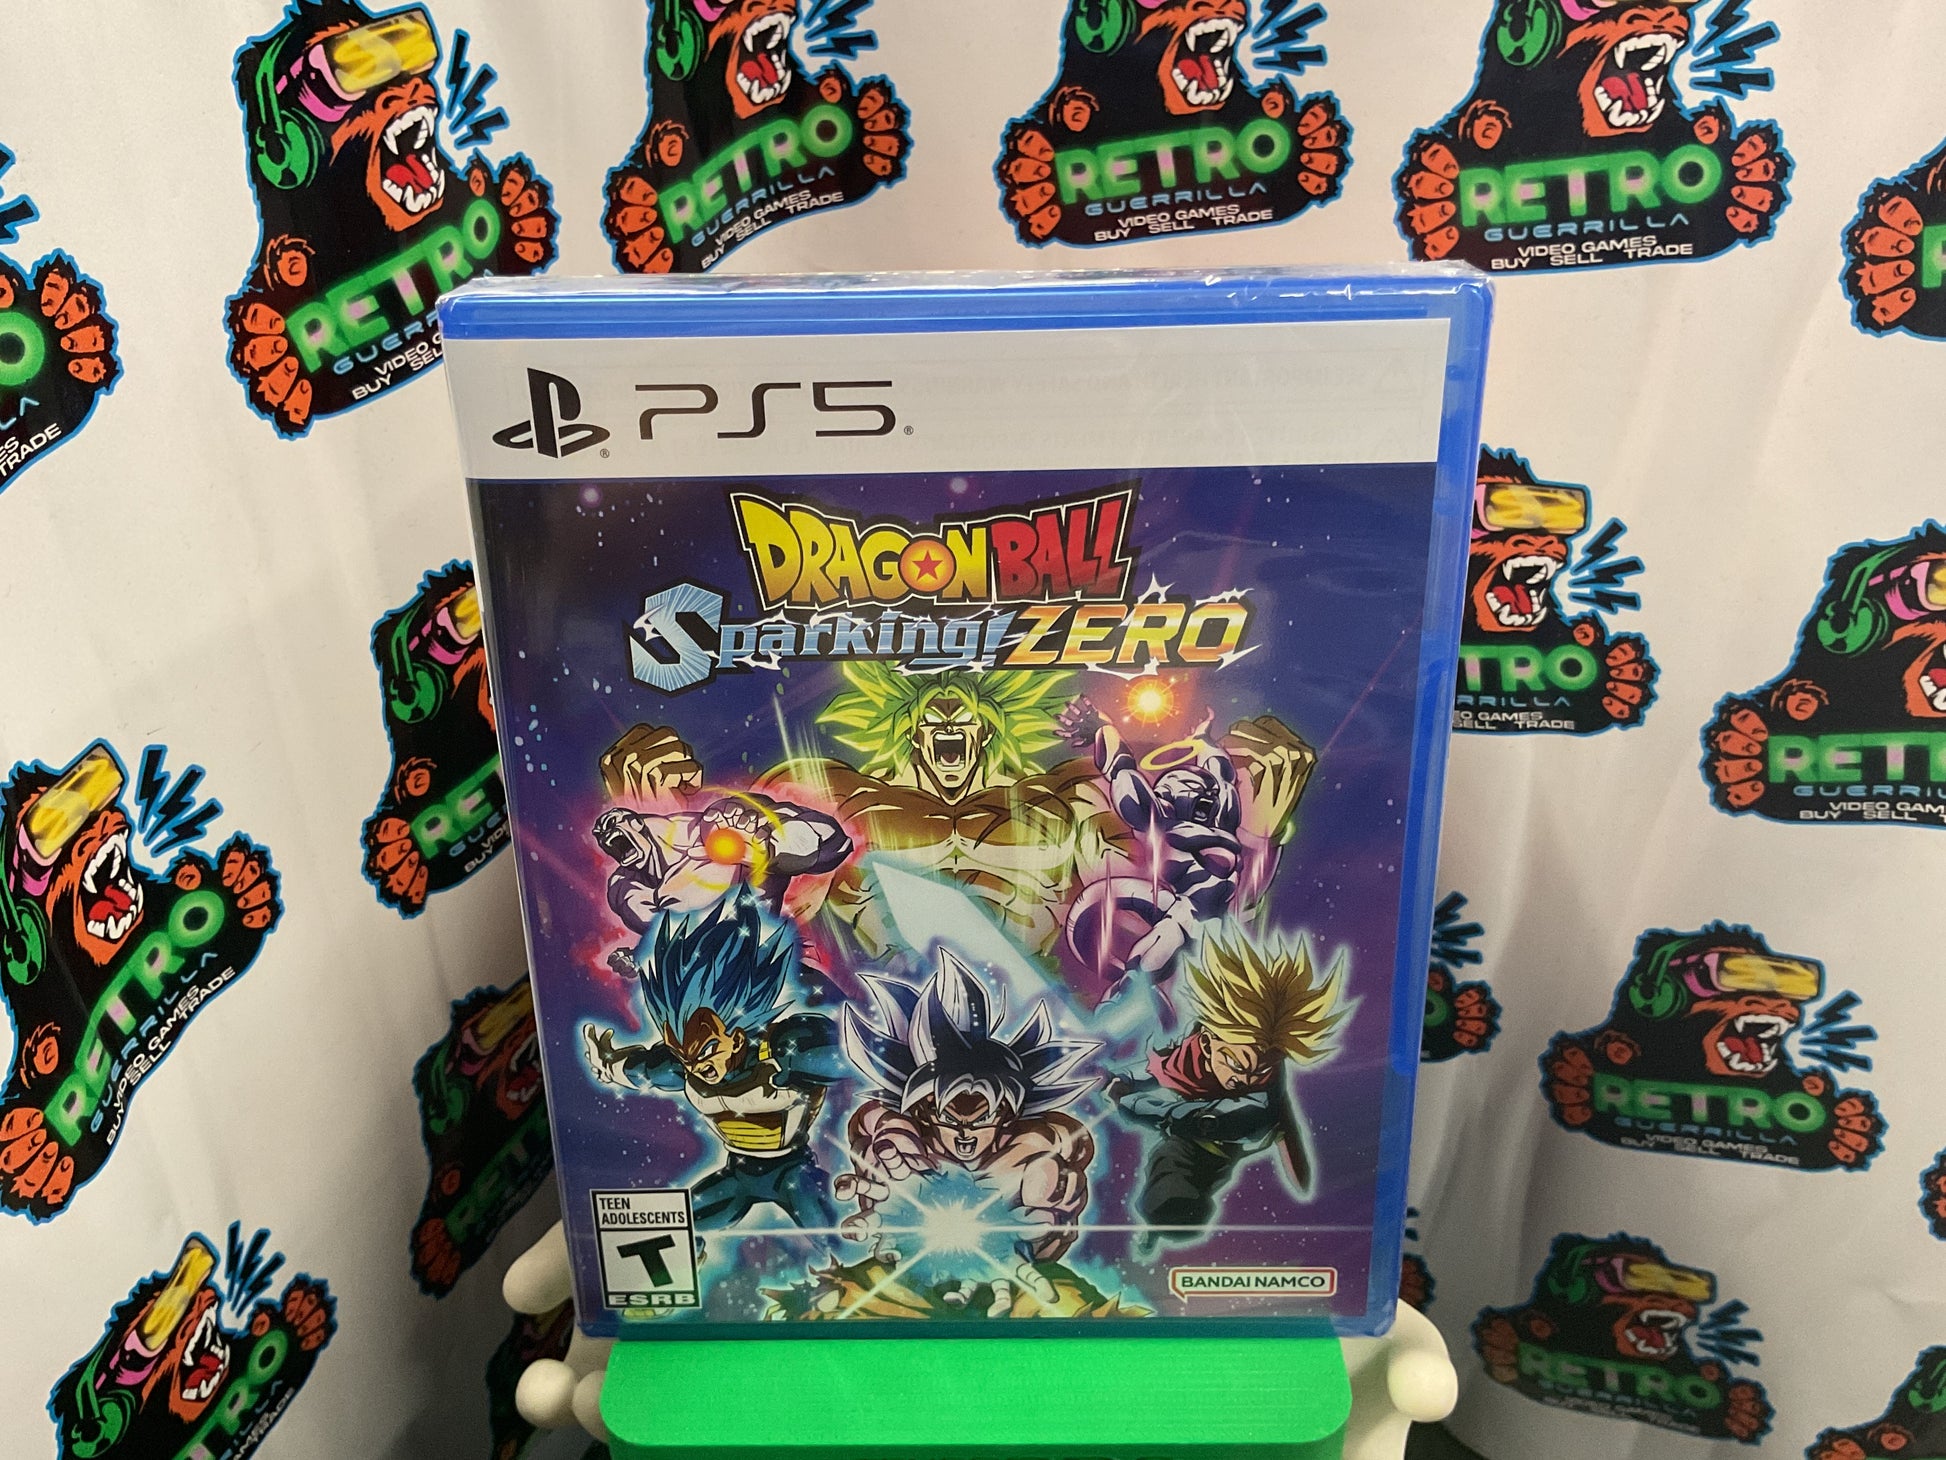 RETRO
GUERRILLA
VIDEO GAMES
BUY SELL TRADE
PS5
DRAGON BALL
Sparking! ZERO
TEEN
ADOLESCENTS
T
ESRB
BANDAI NAMCO